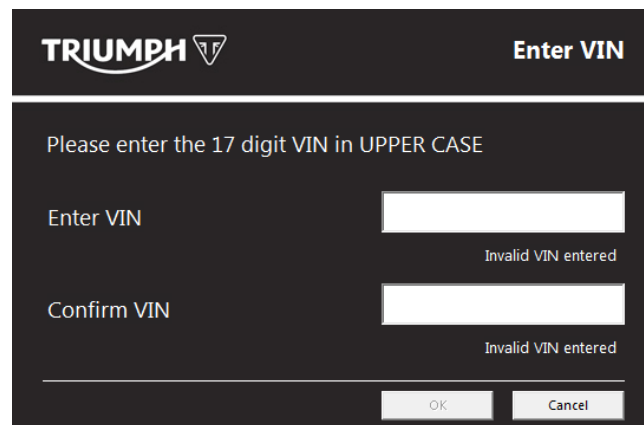 TRIUMPH
Enter VIN
Please enter the 17 digit VIN in UPPER CASE
Enter VIN
Invalid VIN entered
Confirm VIN
Invalid VIN entered
OK Cancel